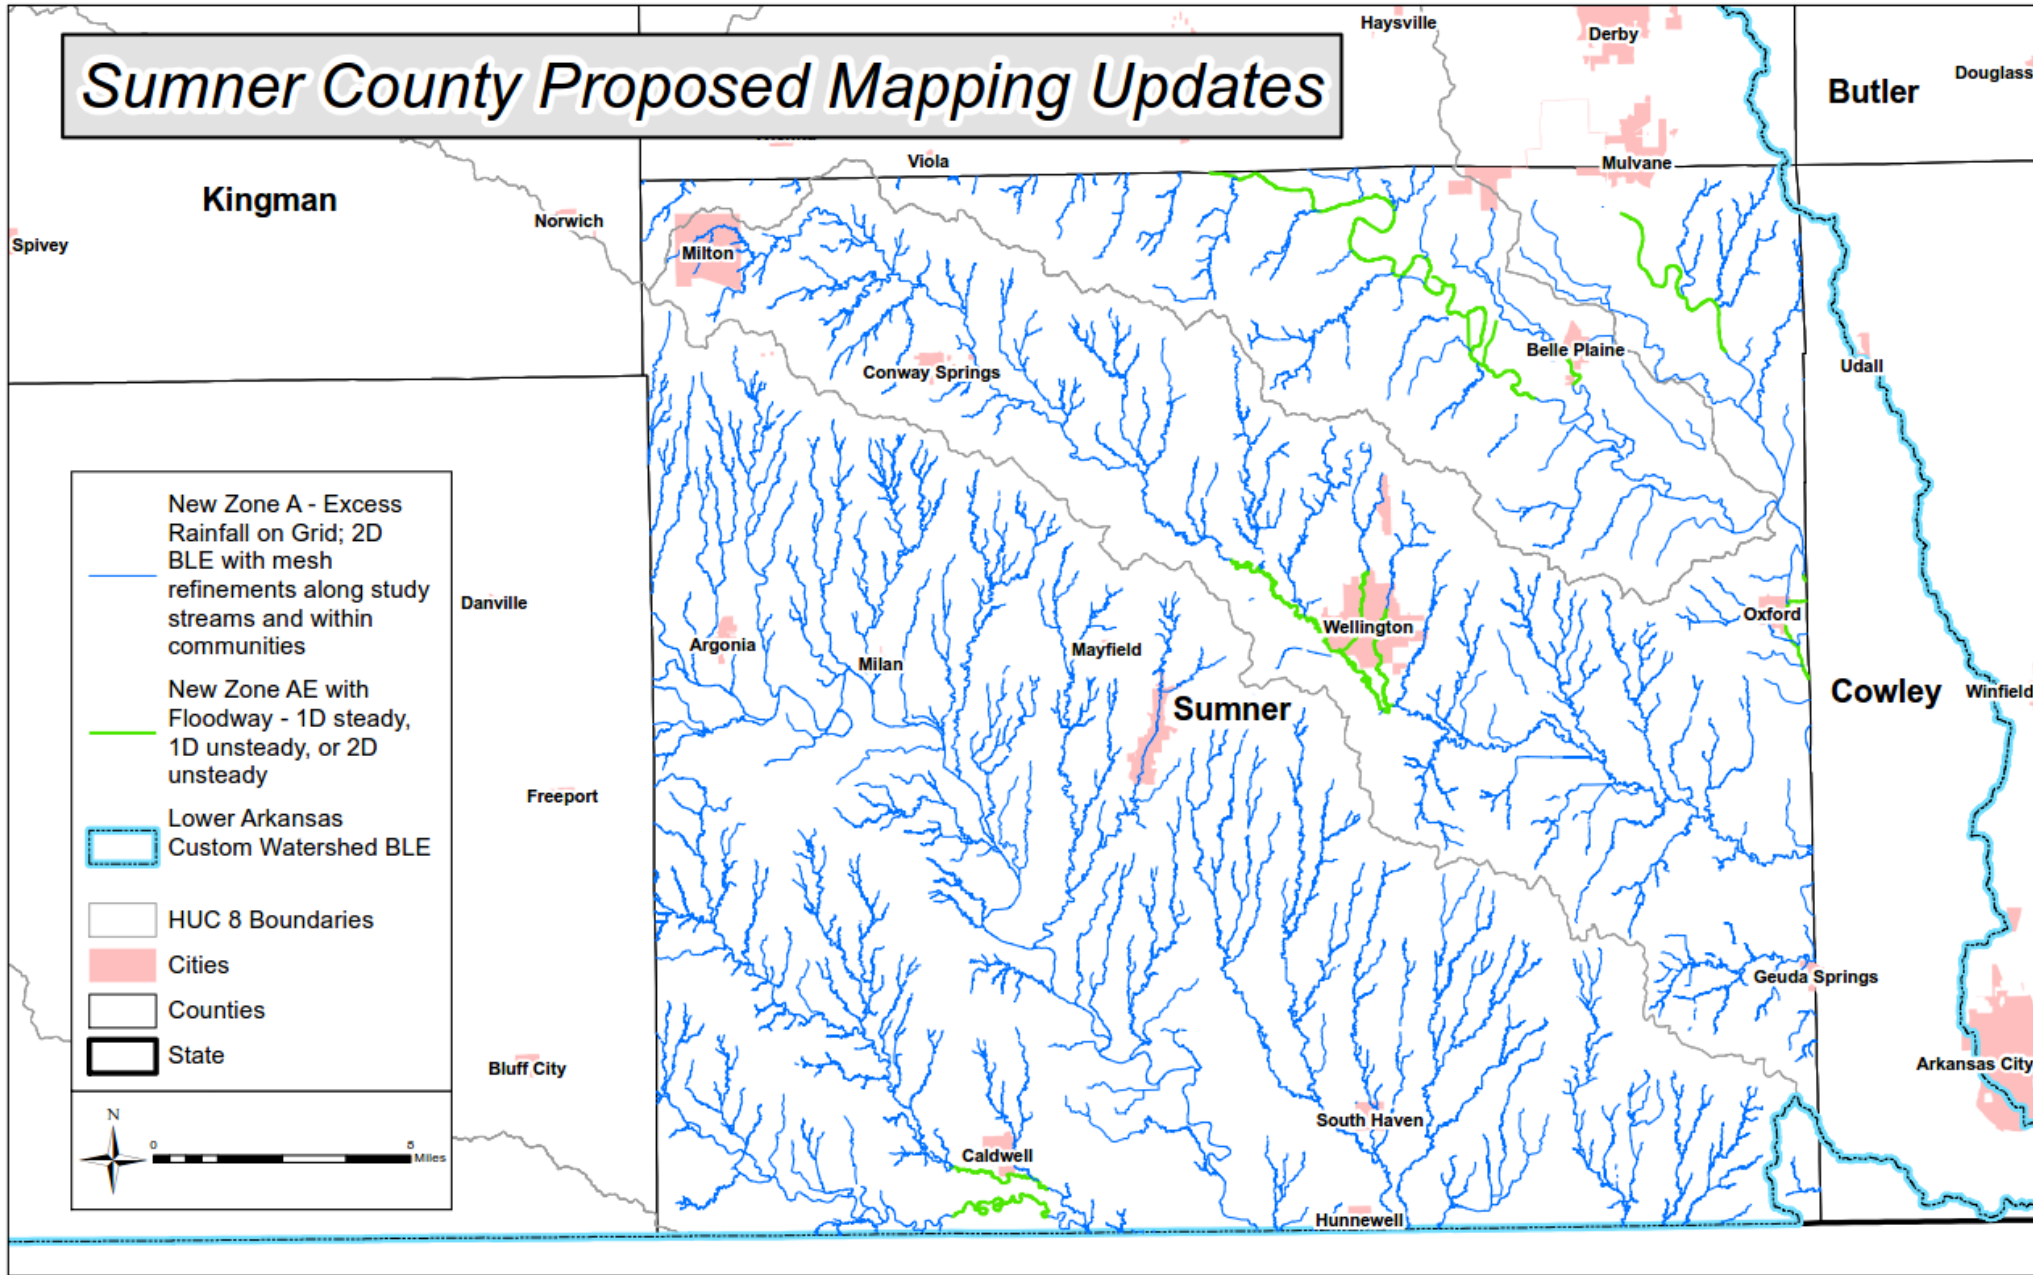 Sumner County Proposed Mapping Updates
Haysville
Derby
Butler
Douglass
Viola
Mulvane
Kingman
Norwich
Spivey
Milton
Belle Plaine
Udall
Conway Springs
New Zone A - Excess
Rainfall on Grid; 2D
BLE with mesh
refinements along study
streams and within
communities
New Zone AE with
Floodway - 1D steady,
1D unsteady, or 2D
unsteady
Lower Arkansas
Custom Watershed BLE
HUC 8 Boundaries
Cities
Counties
State
N
0
5
Miles
Danville
Oxford
Wellington
Argonia
Mayfield
Milan
Sumner
Cowley
Winfield
Freeport
Geuda Springs
Arkansas City
Bluff City
South Haven
Caldwell
Hunnewell